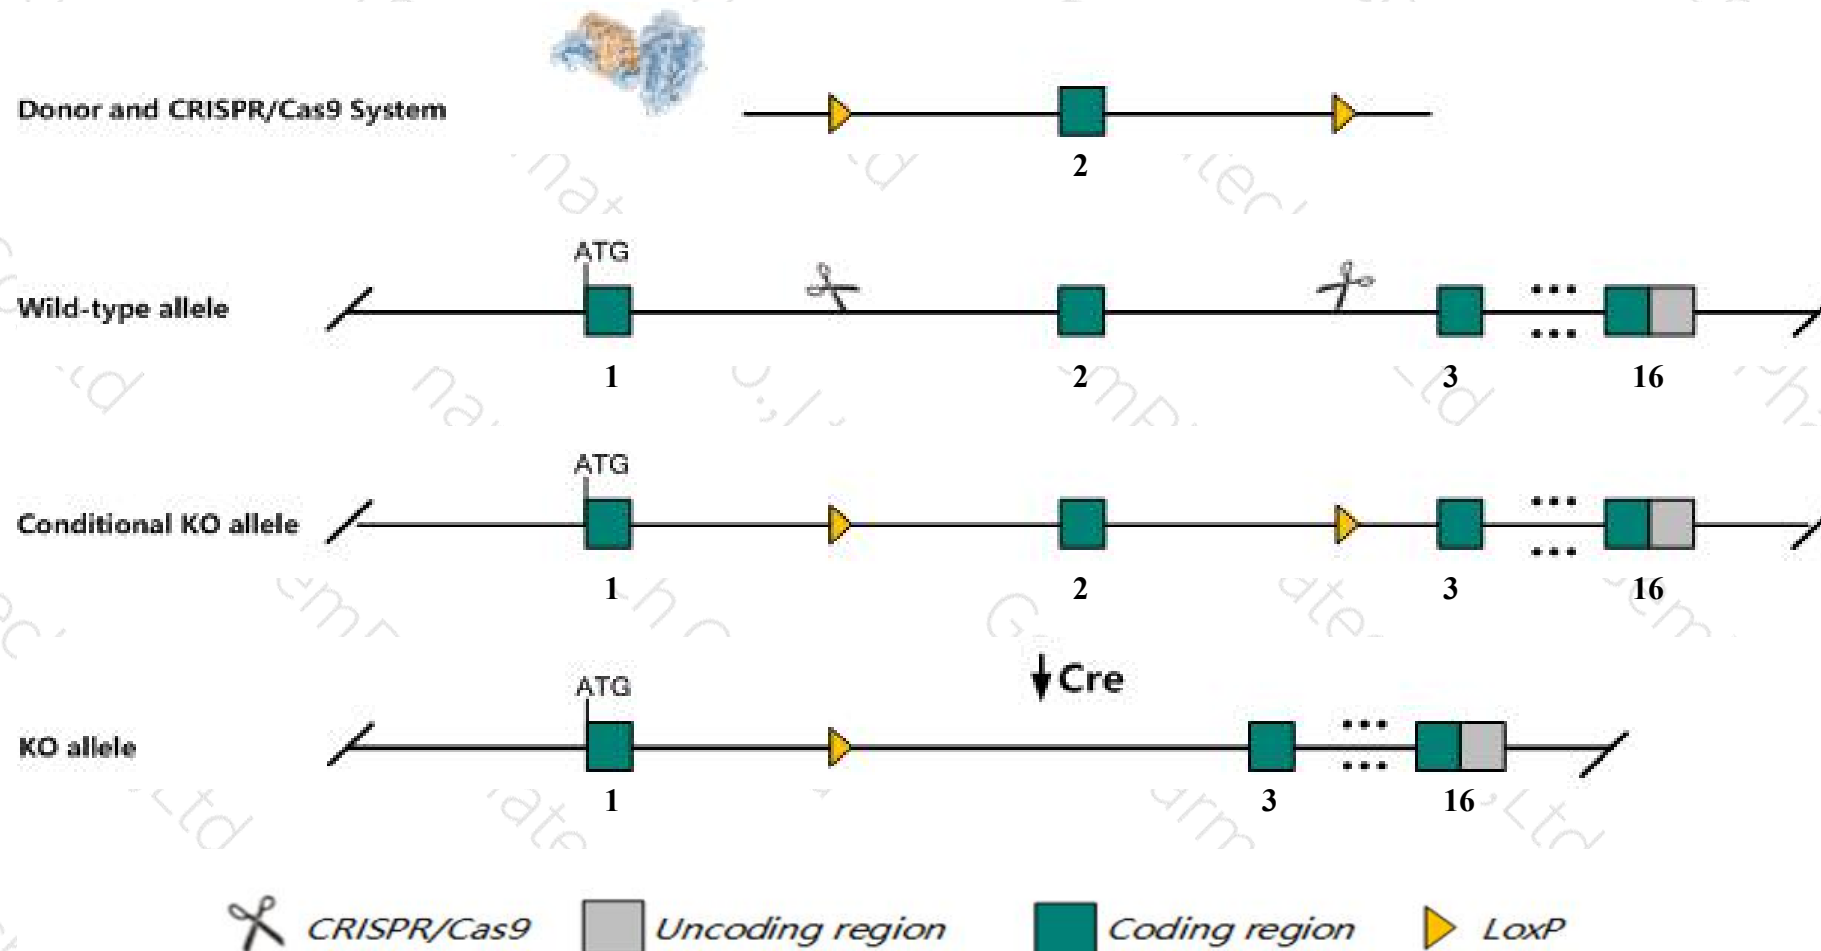 Donor and CRISPR/Cas9 System
2
ATG
Wild-type allele
1 2 3 16
ATG
Conditional KO allele
1 2 3 16
Cre
ATG
KO allele
1 3 16
CRISPR/Cas9 Uncoding region Coding region LoxP